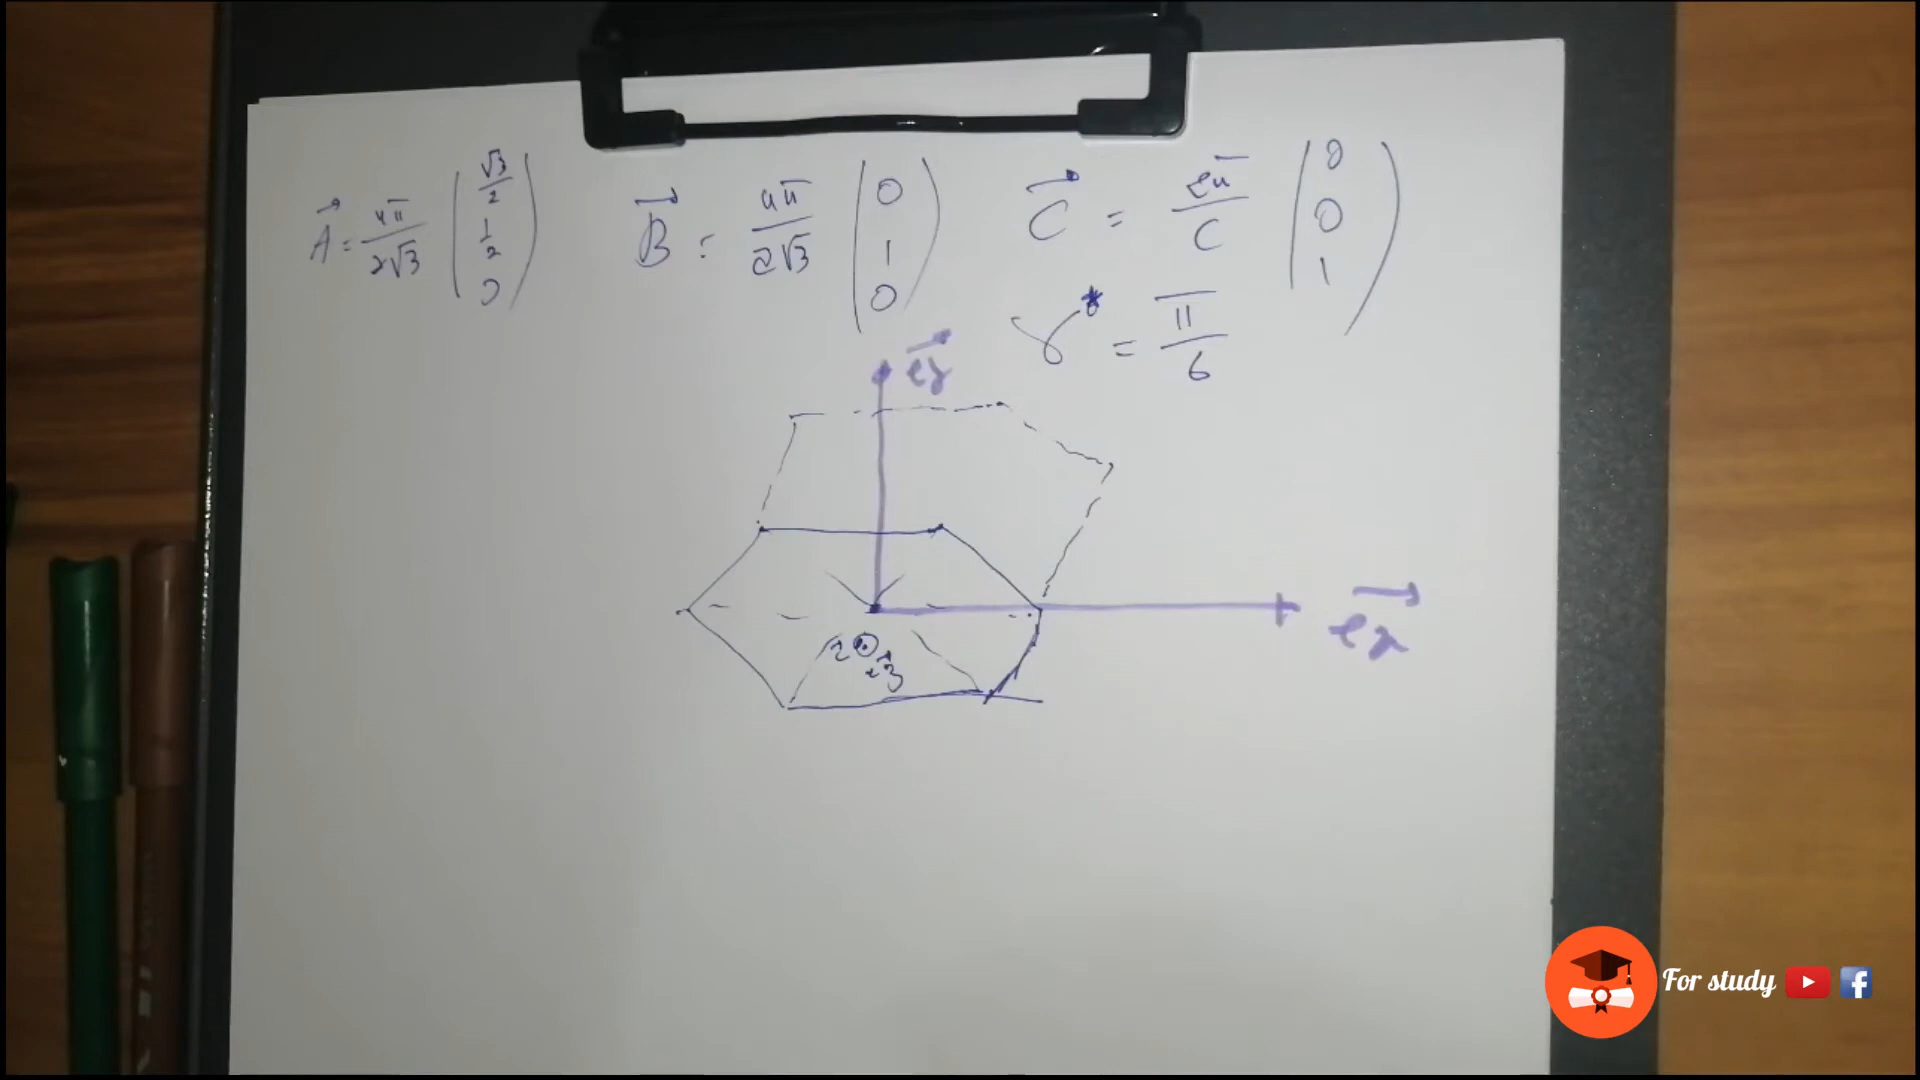 A = 4π / 2√3 ( √3/2 1/2 0 )
B = 4π / 2√3 ( 0 1 0 )
C = 2π / C ( 0 0 1 )
γ* = π / 6
ey
ex
For study